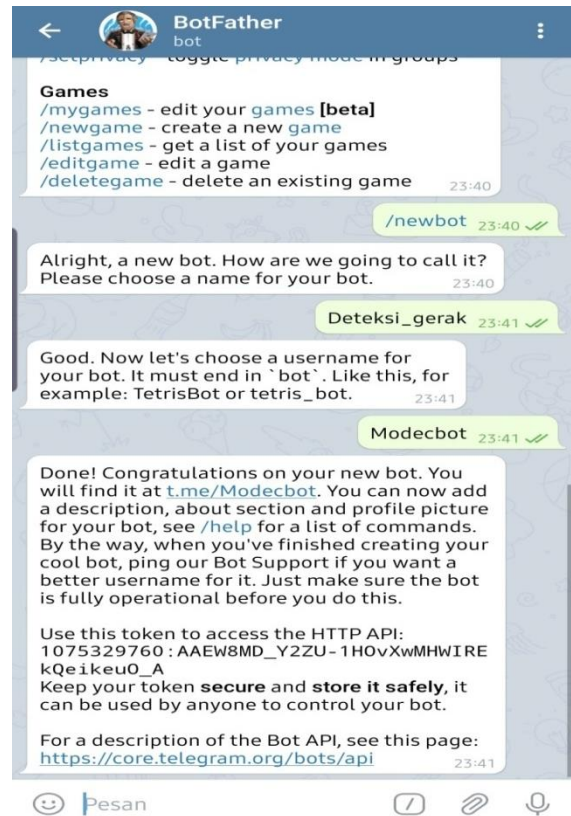 BotFather
bot
/setprivacy - toggle privacy mode in groups
Games
/mygames - edit your games [beta]
/newgame - create a new game
/listgames - get a list of your games
/editgame - edit a game
/deletegame - delete an existing game 23:40
/newbot 23:40
Alright, a new bot. How are we going to call it?
Please choose a name for your bot. 23:40
Deteksi_gerak 23:41
Good. Now let's choose a username for
your bot. It must end in `bot`. Like this, for
example: TetrisBot or tetris_bot. 23:41
Modecbot 23:41
Done! Congratulations on your new bot. You
will find it at t.me/Modecbot. You can now add
a description, about section and profile picture
for your bot, see /help for a list of commands.
By the way, when you've finished creating your
cool bot, ping our Bot Support if you want a
better username for it. Just make sure the bot
is fully operational before you do this.
Use this token to access the HTTP API:
1075329760:AAEW8MD_Y2ZU-1HOvXwMHWIRE
kQeikeuO_A
Keep your token secure and store it safely, it
can be used by anyone to control your bot.
For a description of the Bot API, see this page:
https://core.telegram.org/bots/api 23:41
Pesan